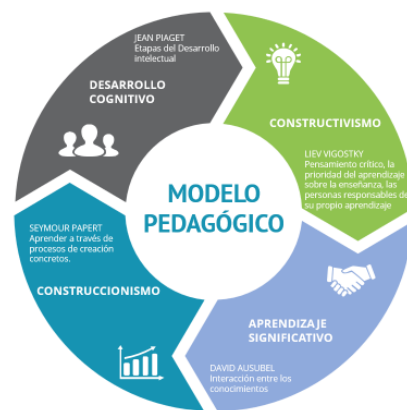 JEAN PIAGET
Etapas del Desarrollo
intelectual
DESARROLLO
COGNITIVO
CONSTRUCTIVISMO
LIEV VIGOSTKY
Pensamiento crítico, la
prioridad del aprendizaje
sobre la enseñanza, las
personas responsables de
su propio aprendizaje
MODELO
PEDAGÓGICO
SEYMOUR PAPERT
Aprender a través de
procesos de creación
concretos.
CONSTRUCCIONISMO
APRENDIZAJE
SIGNIFICATIVO
DAVID AUSUBEL
Interacción entre los
conocimientos